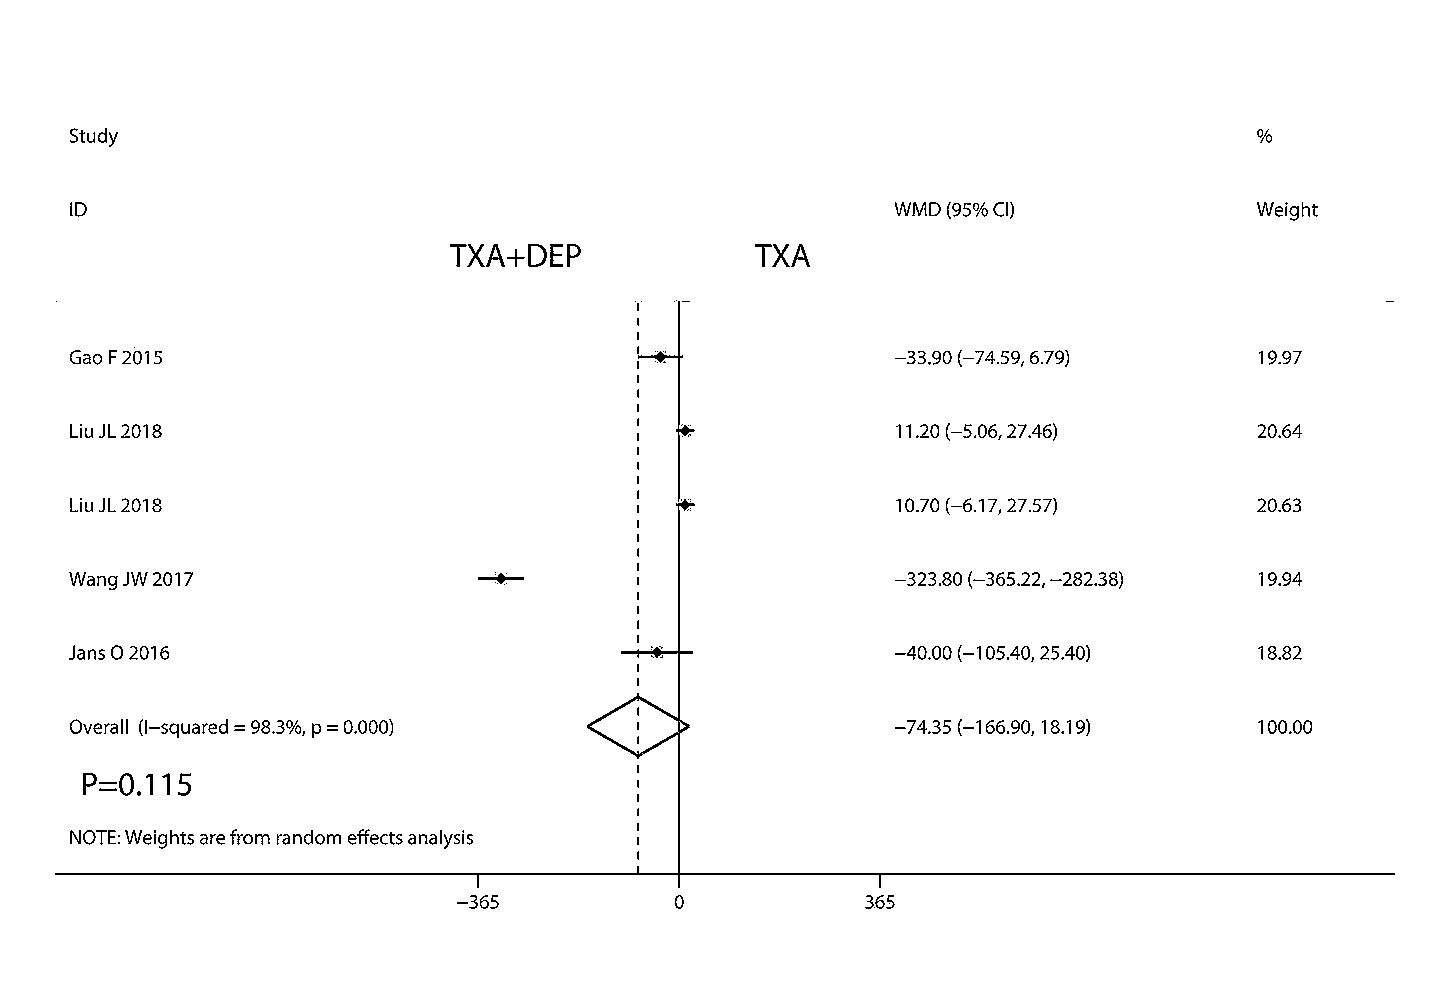 Study %
ID WMD (95% CI) Weight
TXA+DEP TXA
Gao F 2015 −33.90 (−74.59, 6.79) 19.97
Liu JL 2018 11.20 (−5.06, 27.46) 20.64
Liu JL 2018 10.70 (−6.17, 27.57) 20.63
Wang JW 2017 −323.80 (−365.22, −282.38) 19.94
Jans O 2016 −40.00 (−105.40, 25.40) 18.82
Overall (I−squared = 98.3%, p = 0.000) −74.35 (−166.90, 18.19) 100.00
P=0.115
NOTE: Weights are from random effects analysis
−365 0 365